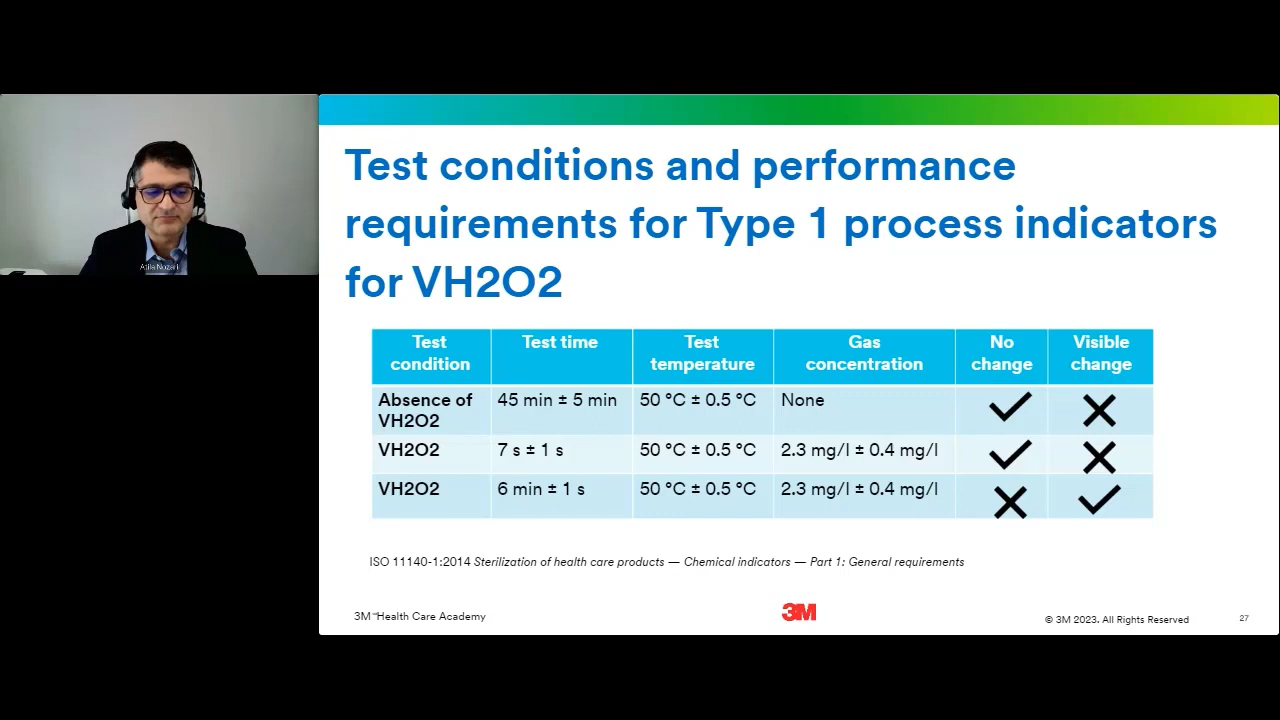 Test conditions and performance
requirements for Type 1 process indicators
for VH2O2
Test condition Test time Test temperature Gas concentration No change Visible change
Absence of VH2O2 45 min ± 5 min 50 °C ± 0.5 °C None
VH2O2 7 s ± 1 s 50 °C ± 0.5 °C 2.3 mg/l ± 0.4 mg/l
VH2O2 6 min ± 1 s 50 °C ± 0.5 °C 2.3 mg/l ± 0.4 mg/l
ISO 11140-1:2014 Sterilization of health care products — Chemical indicators — Part 1: General requirements
3M™Health Care Academy
3M
© 3M 2023. All Rights Reserved
27
Atila Nozari